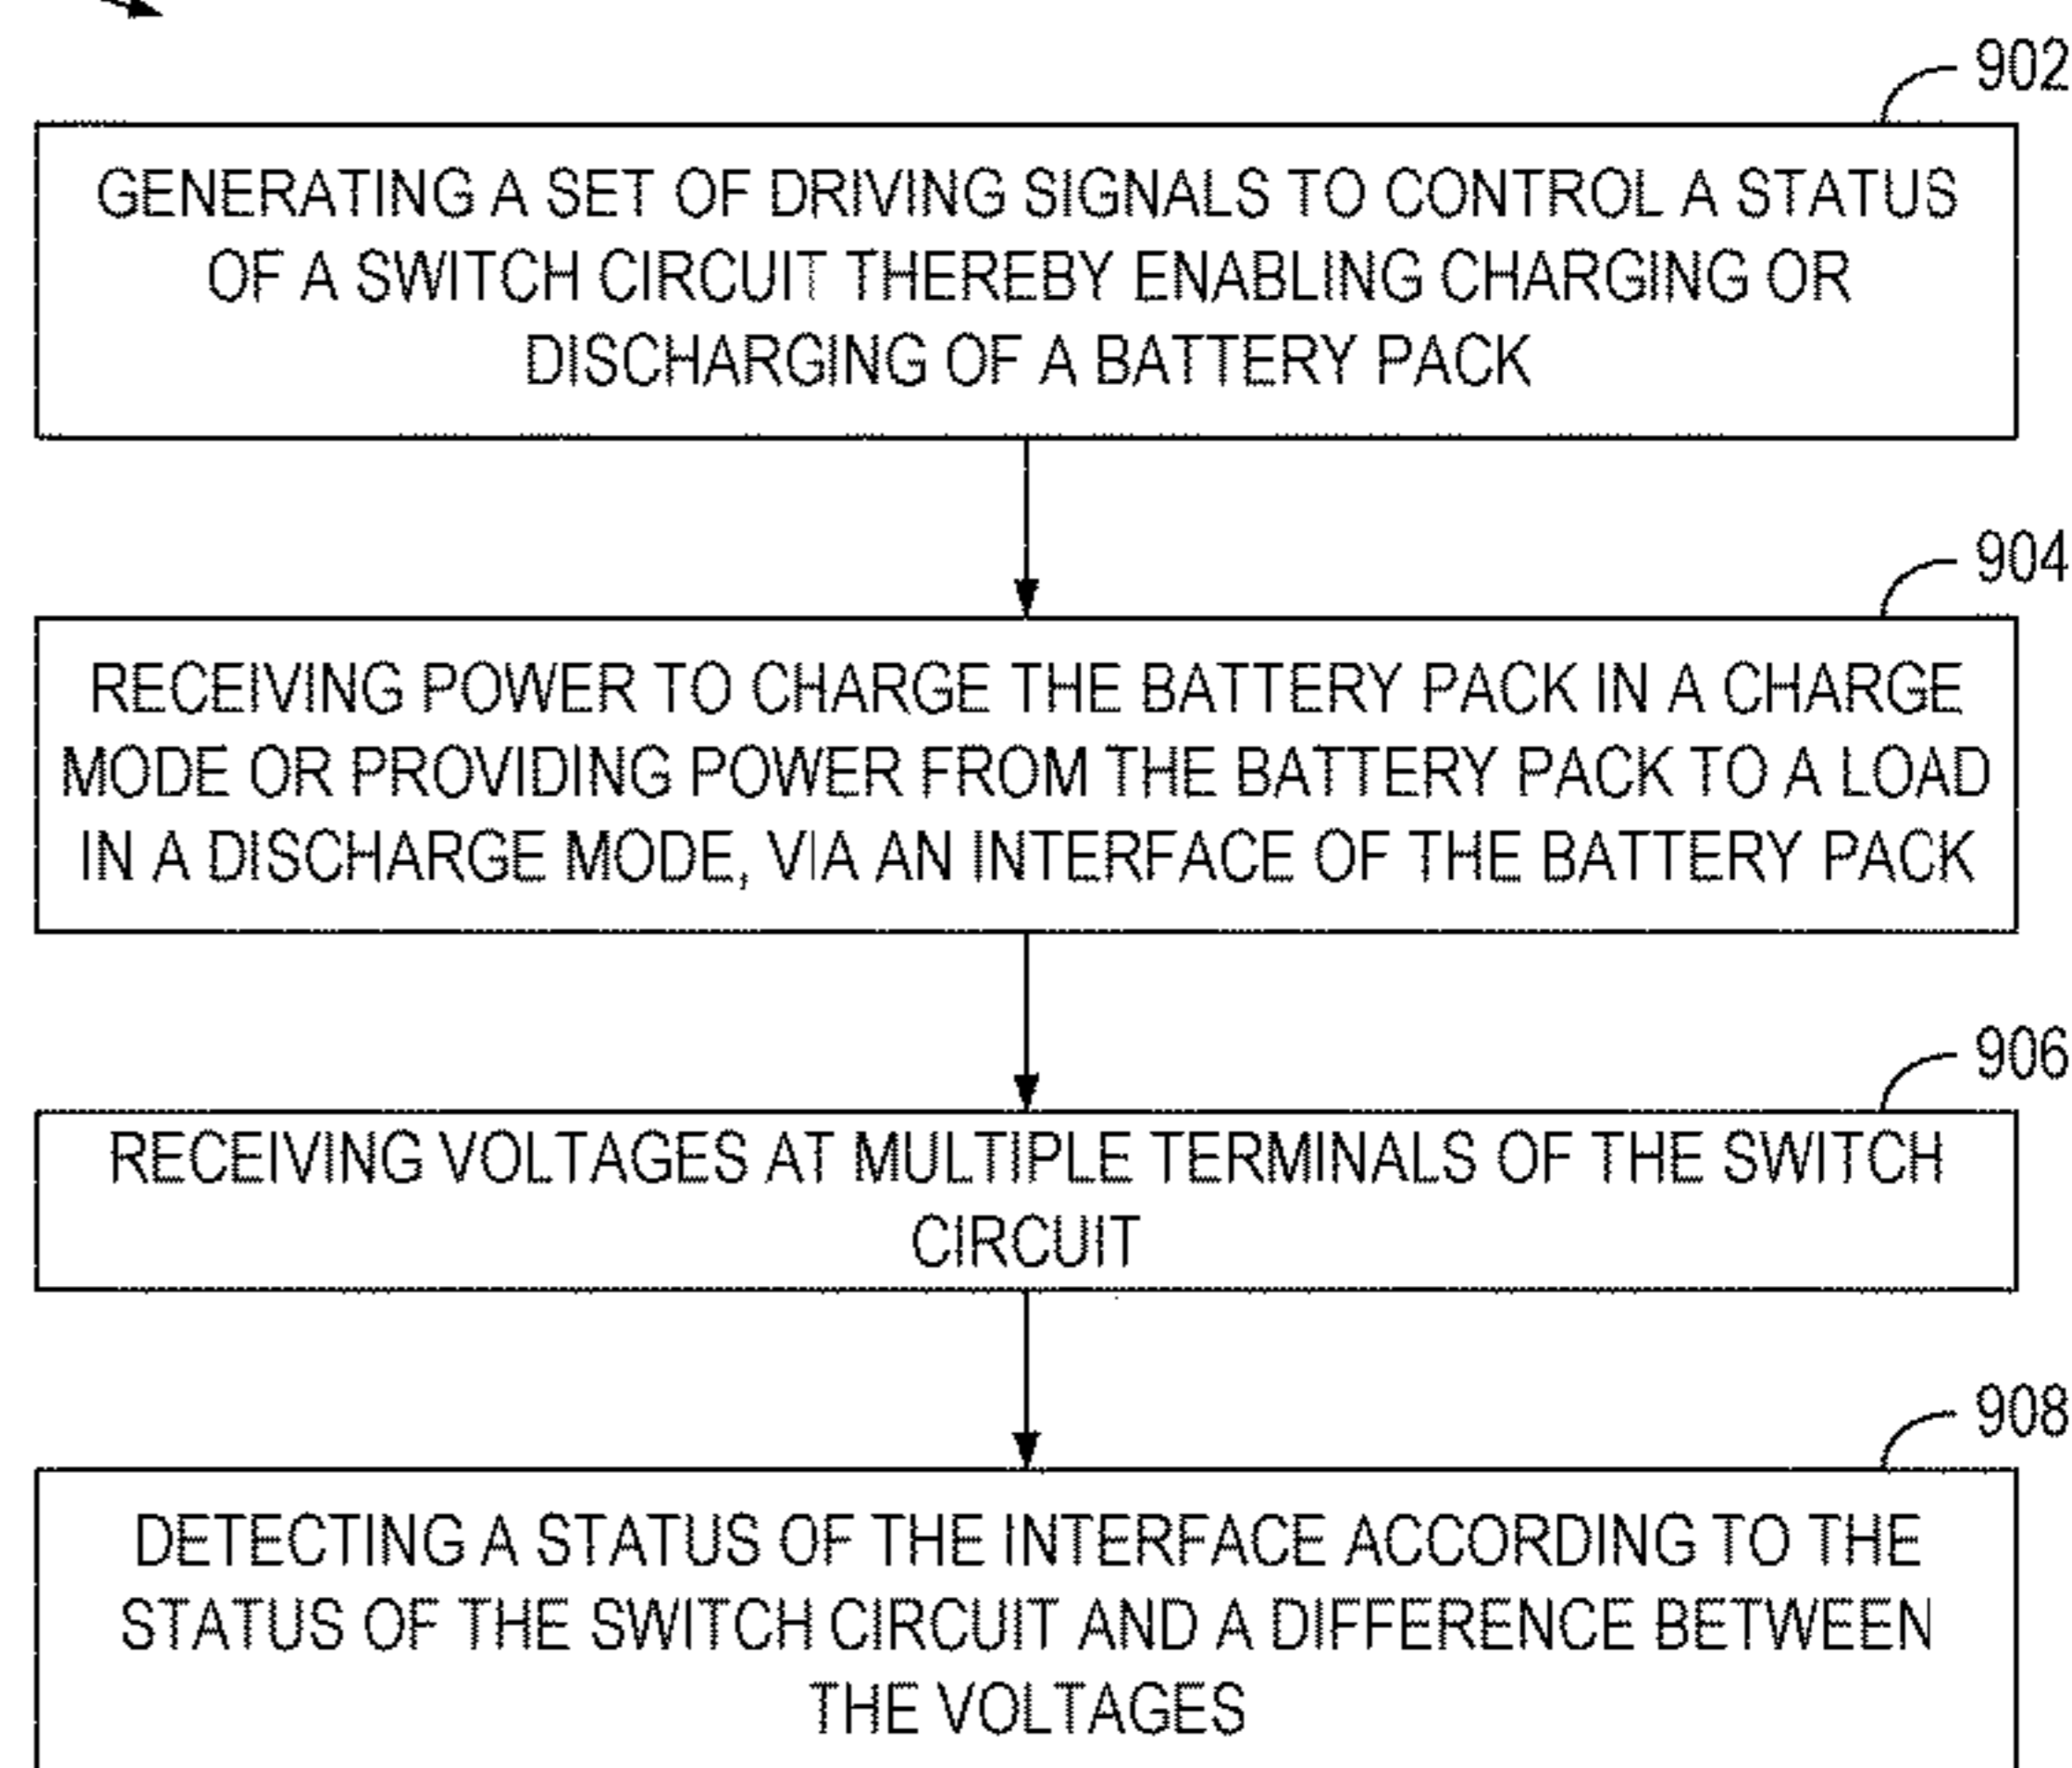 902
GENERATING A SET OF DRIVING SIGNALS TO CONTROL A STATUS
OF A SWITCH CIRCUIT THEREBY ENABLING CHARGING OR
DISCHARGING OF A BATTERY PACK
904
RECEIVING POWER TO CHARGE THE BATTERY PACK IN A CHARGE
MODE OR PROVIDING POWER FROM THE BATTERY PACK TO A LOAD
IN A DISCHARGE MODE, VIA AN INTERFACE OF THE BATTERY PACK
906
RECEIVING VOLTAGES AT MULTIPLE TERMINALS OF THE SWITCH
CIRCUIT
908
DETECTING A STATUS OF THE INTERFACE ACCORDING TO THE
STATUS OF THE SWITCH CIRCUIT AND A DIFFERENCE BETWEEN
THE VOLTAGES